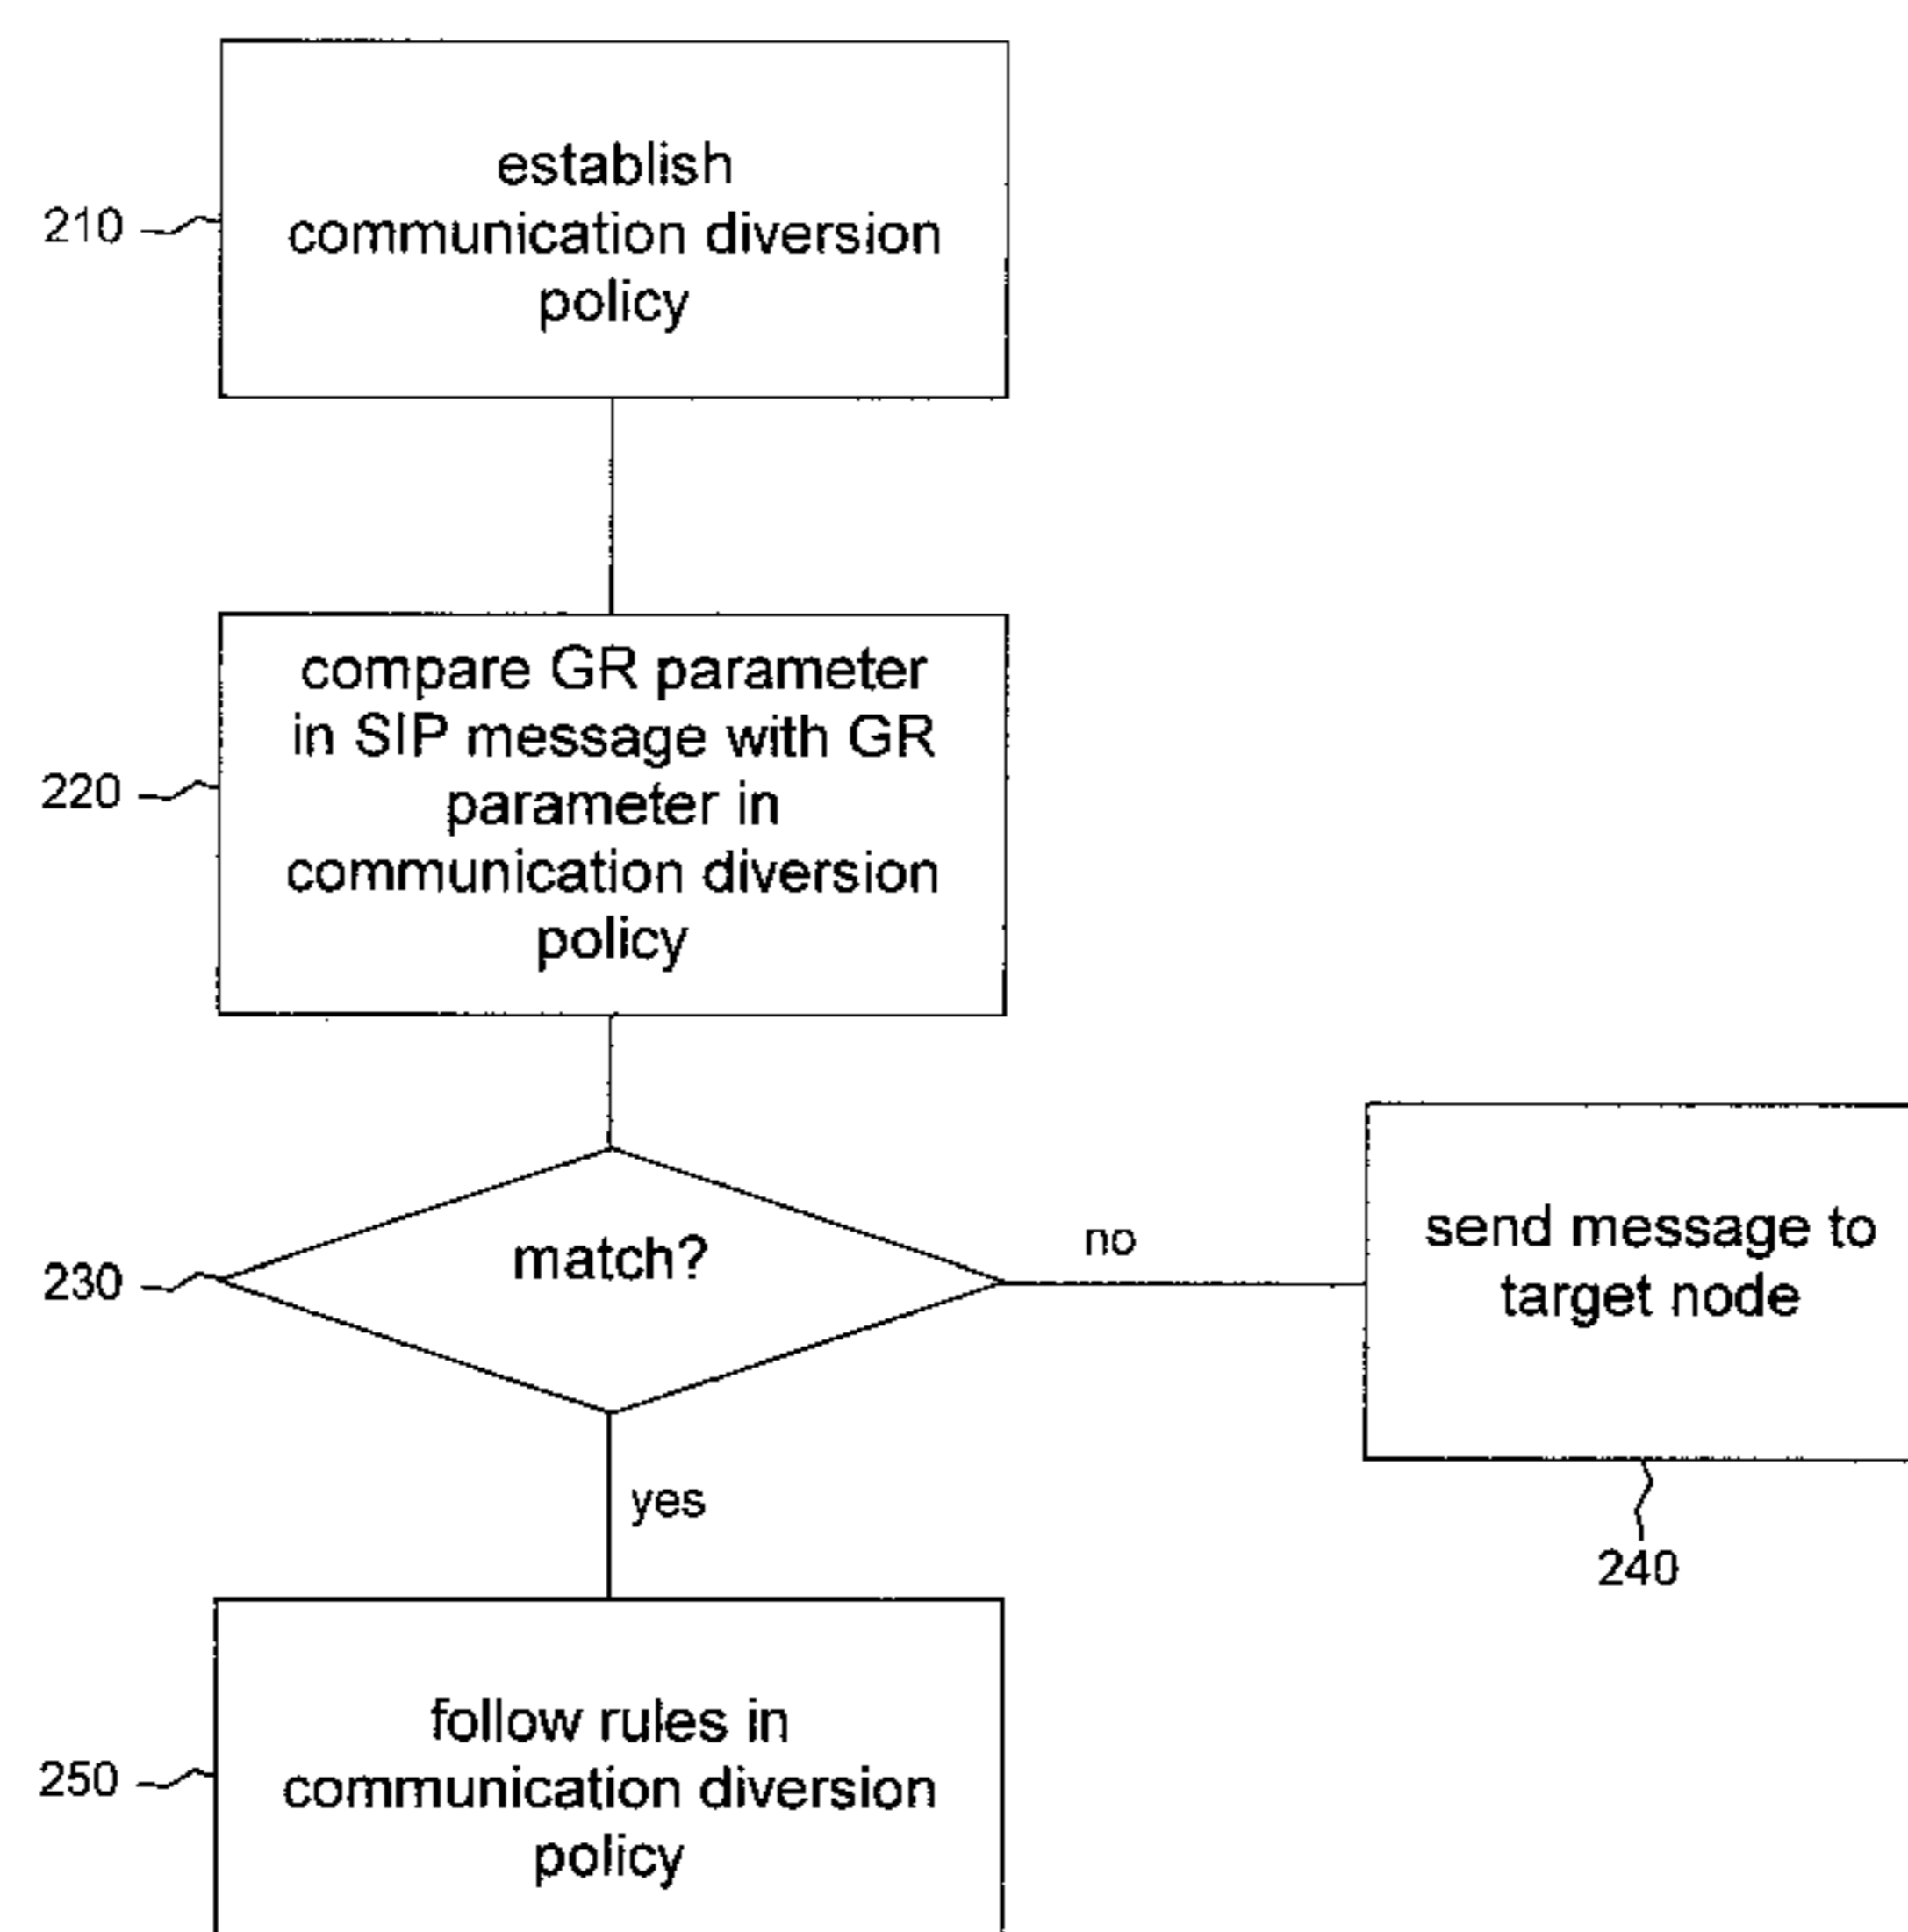 establish
communication diversion
policy
210
compare GR parameter
in SIP message with GR
parameter in
communication diversion
policy
220
match?
230
no
send message to
target node
240
yes
follow rules in
communication diversion
policy
250